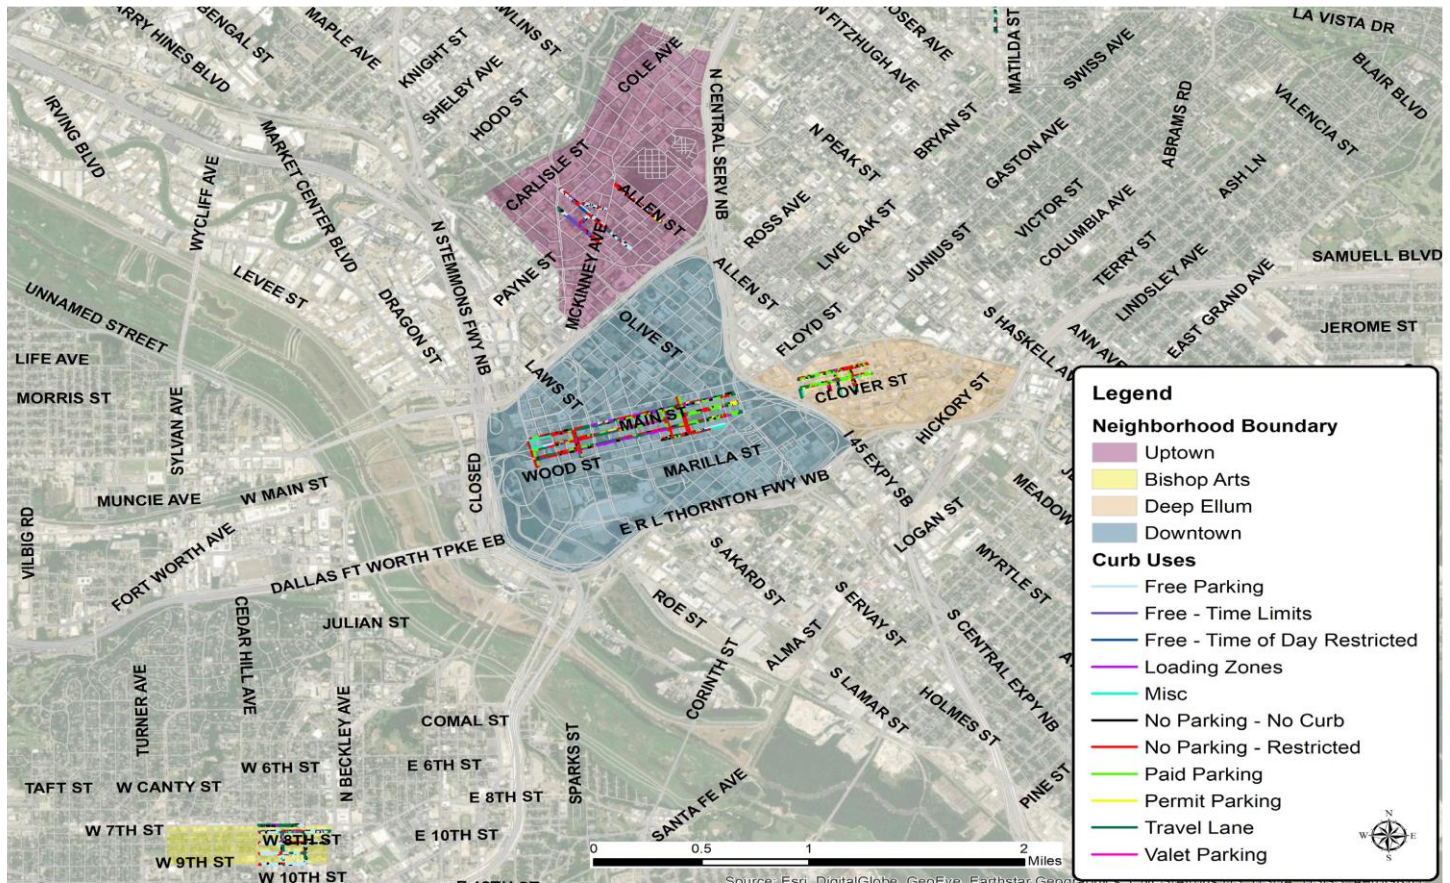 HARRY HINES BLVD
BENGAL ST
MAPLE AVE
KNIGHT ST
SHELBY AVE
HOOD ST
COLE AVE
N CENTRAL SERV NB
N FITZHUGH AVE
MATILDA ST
SWISS AVE
LA VISTA DR
BLAIR BLVD
VALENCIA ST
IRVING BLVD
WYCLIFF AVE
MARKET CENTER BLVD
CARLISLE ST
ALLEN ST
N PEAK ST
BRYAN ST
GASTON AVE
ABRAMS RD
ASH LN
LEVEE ST
N STEMMONS FWY NB
PAYNE ST
MCKINNEY AVE
ROSS AVE
LIVE OAK ST
JUNIUS ST
VICTOR ST
COLUMBIA AVE
TERRY ST
LINDSLEY AVE
EAST GRAND AVE
SAMUELL BLVD
UNNAMED STREET
DRAGON ST
OLIVE ST
ALLEN ST
FLOYD ST
S HASKELL AV
ANN AVE
JEROME ST
LIFE AVE
MORRIS ST
SYLVAN AVE
LAWS ST
MAIN ST
CLOVER ST
HICKORY ST
CLOSED
WOOD ST
MARILLA ST
I 45 EXPY SB
MUNCIE AVE
W MAIN ST
VILBIG RD
FORT WORTH AVE
DALLAS FT WORTH TPKE EB
E R L THORNTON FWY WB
LOGAN ST
MEADOW
MYRTLE ST
S AKARD ST
S ERVAY ST
S CENTRAL EXPY NB
ROE ST
ALMA ST
CORINTH ST
S LAMAR ST
HOLMES ST
PINE ST
CEDAR HILL AVE
JULIAN ST
TURNER AVE
N BECKLEY AVE
COMAL ST
SPARKS ST
TAFT ST
W CANTY ST
W 6TH ST
E 6TH ST
E 8TH ST
SANTA FE AVE
W 7TH ST
W 8TH ST
E 10TH ST
W 9TH ST
W 10TH ST
Legend
Neighborhood Boundary
Uptown
Bishop Arts
Deep Ellum
Downtown
Curb Uses
Free Parking
Free - Time Limits
Free - Time of Day Restricted
Loading Zones
Misc
No Parking - No Curb
No Parking - Restricted
Paid Parking
Permit Parking
Travel Lane
Valet Parking
N
W E
S
0 0.5 1 2
Miles
Source: Esri, DigitalGlobe, GeoEye, Earthstar